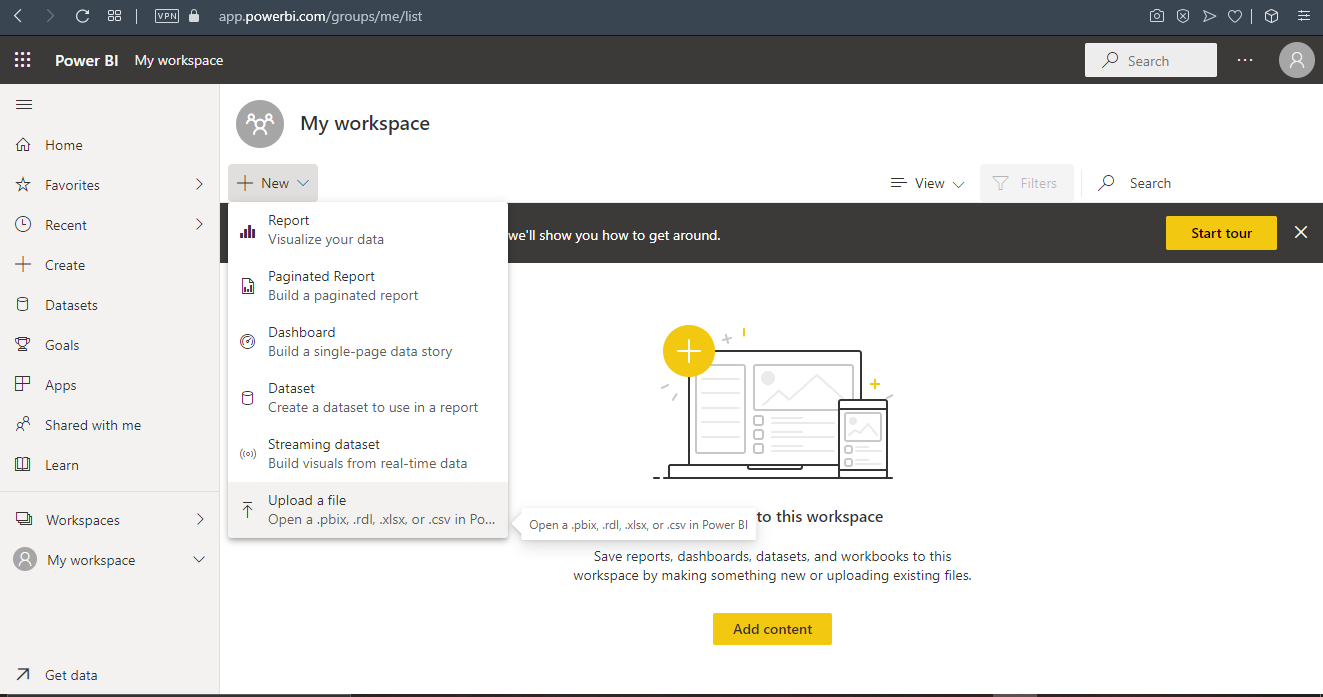 VPN app.powerbi.com/groups/me/list
Power BI My workspace Search
Home
Favorites
Recent
Create
Datasets
Goals
Apps
Shared with me
Learn
Workspaces
My workspace
Get data
My workspace
New View Filters Search
Report
Visualize your data
Paginated Report
Build a paginated report
Dashboard
Build a single-page data story
Dataset
Create a dataset to use in a report
Streaming dataset
Build visuals from real-time data
Upload a file
Open a .pbix, .rdl, .xlsx, or .csv in Po...
we'll show you how to get around. Start tour
Open a .pbix, .rdl, .xlsx, or .csv in Power BI
to this workspace
Save reports, dashboards, datasets, and workbooks to this
workspace by making something new or uploading existing files.
Add content